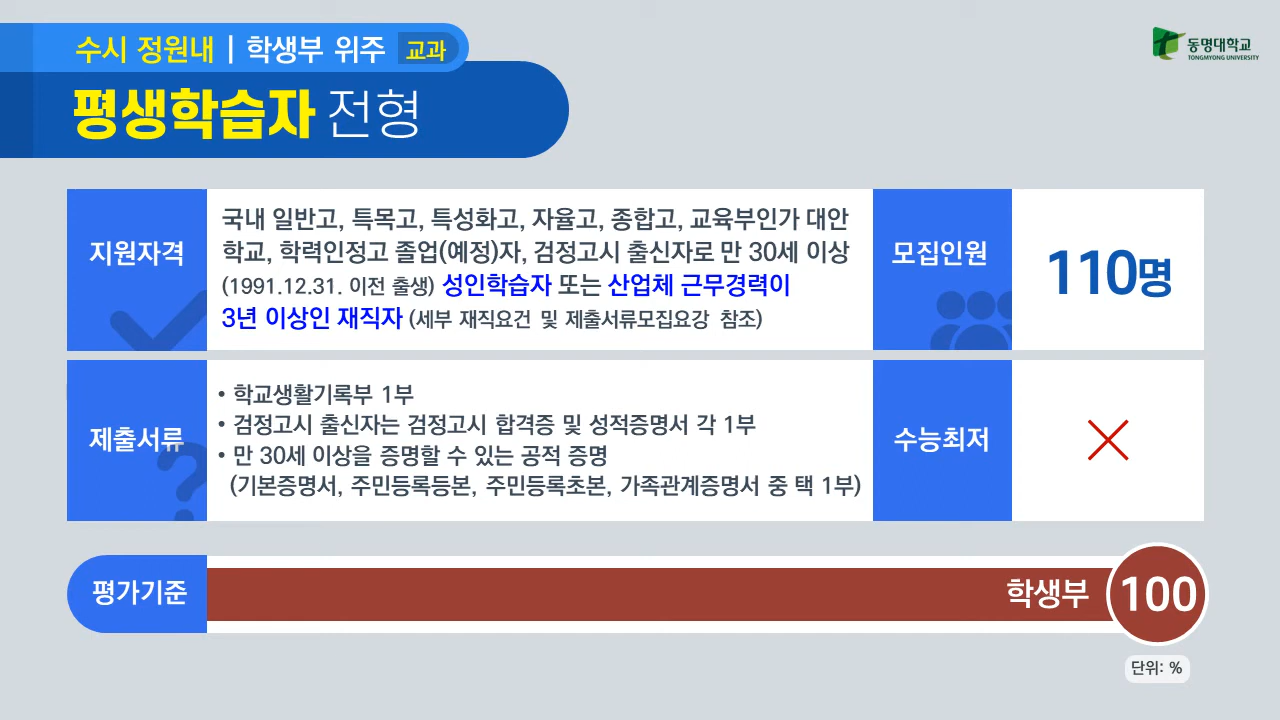 수시 정원내 | 학생부 위주 교과
동명대학교
TONGMYONG UNIVERSITY
평생학습자 전형
지원자격
국내 일반고, 특목고, 특성화고, 자율고, 종합고, 교육부인가 대안
학교, 학력인정고 졸업(예정)자, 검정고시 출신자로 만 30세 이상
(1991.12.31. 이전 출생) 성인학습자 또는 산업체 근무경력이
3년 이상인 재직자 (세부 재직요건 및 제출서류모집요강 참조)
모집인원
110명
제출서류
• 학교생활기록부 1부
• 검정고시 출신자는 검정고시 합격증 및 성적증명서 각 1부
• 만 30세 이상을 증명할 수 있는 공적 증명
(기본증명서, 주민등록등본, 주민등록초본, 가족관계증명서 중 택 1부)
수능최저
평가기준
학생부 100
단위: %